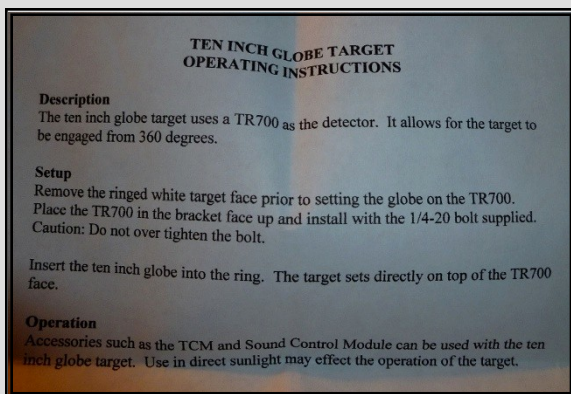 TEN INCH GLOBE TARGET
OPERATING INSTRUCTIONS
Description
The ten inch globe target uses a TR700 as the detector. It allows for the target to
be engaged from 360 degrees.
Setup
Remove the ringed white target face prior to setting the globe on the TR700.
Place the TR700 in the bracket face up and install with the 1/4-20 bolt supplied.
Caution: Do not over tighten the bolt.
Insert the ten inch globe into the ring. The target sets directly on top of the TR700
face.
Operation
Accessories such as the TCM and Sound Control Module can be used with the ten
inch globe target. Use in direct sunlight may effect the operation of the target.